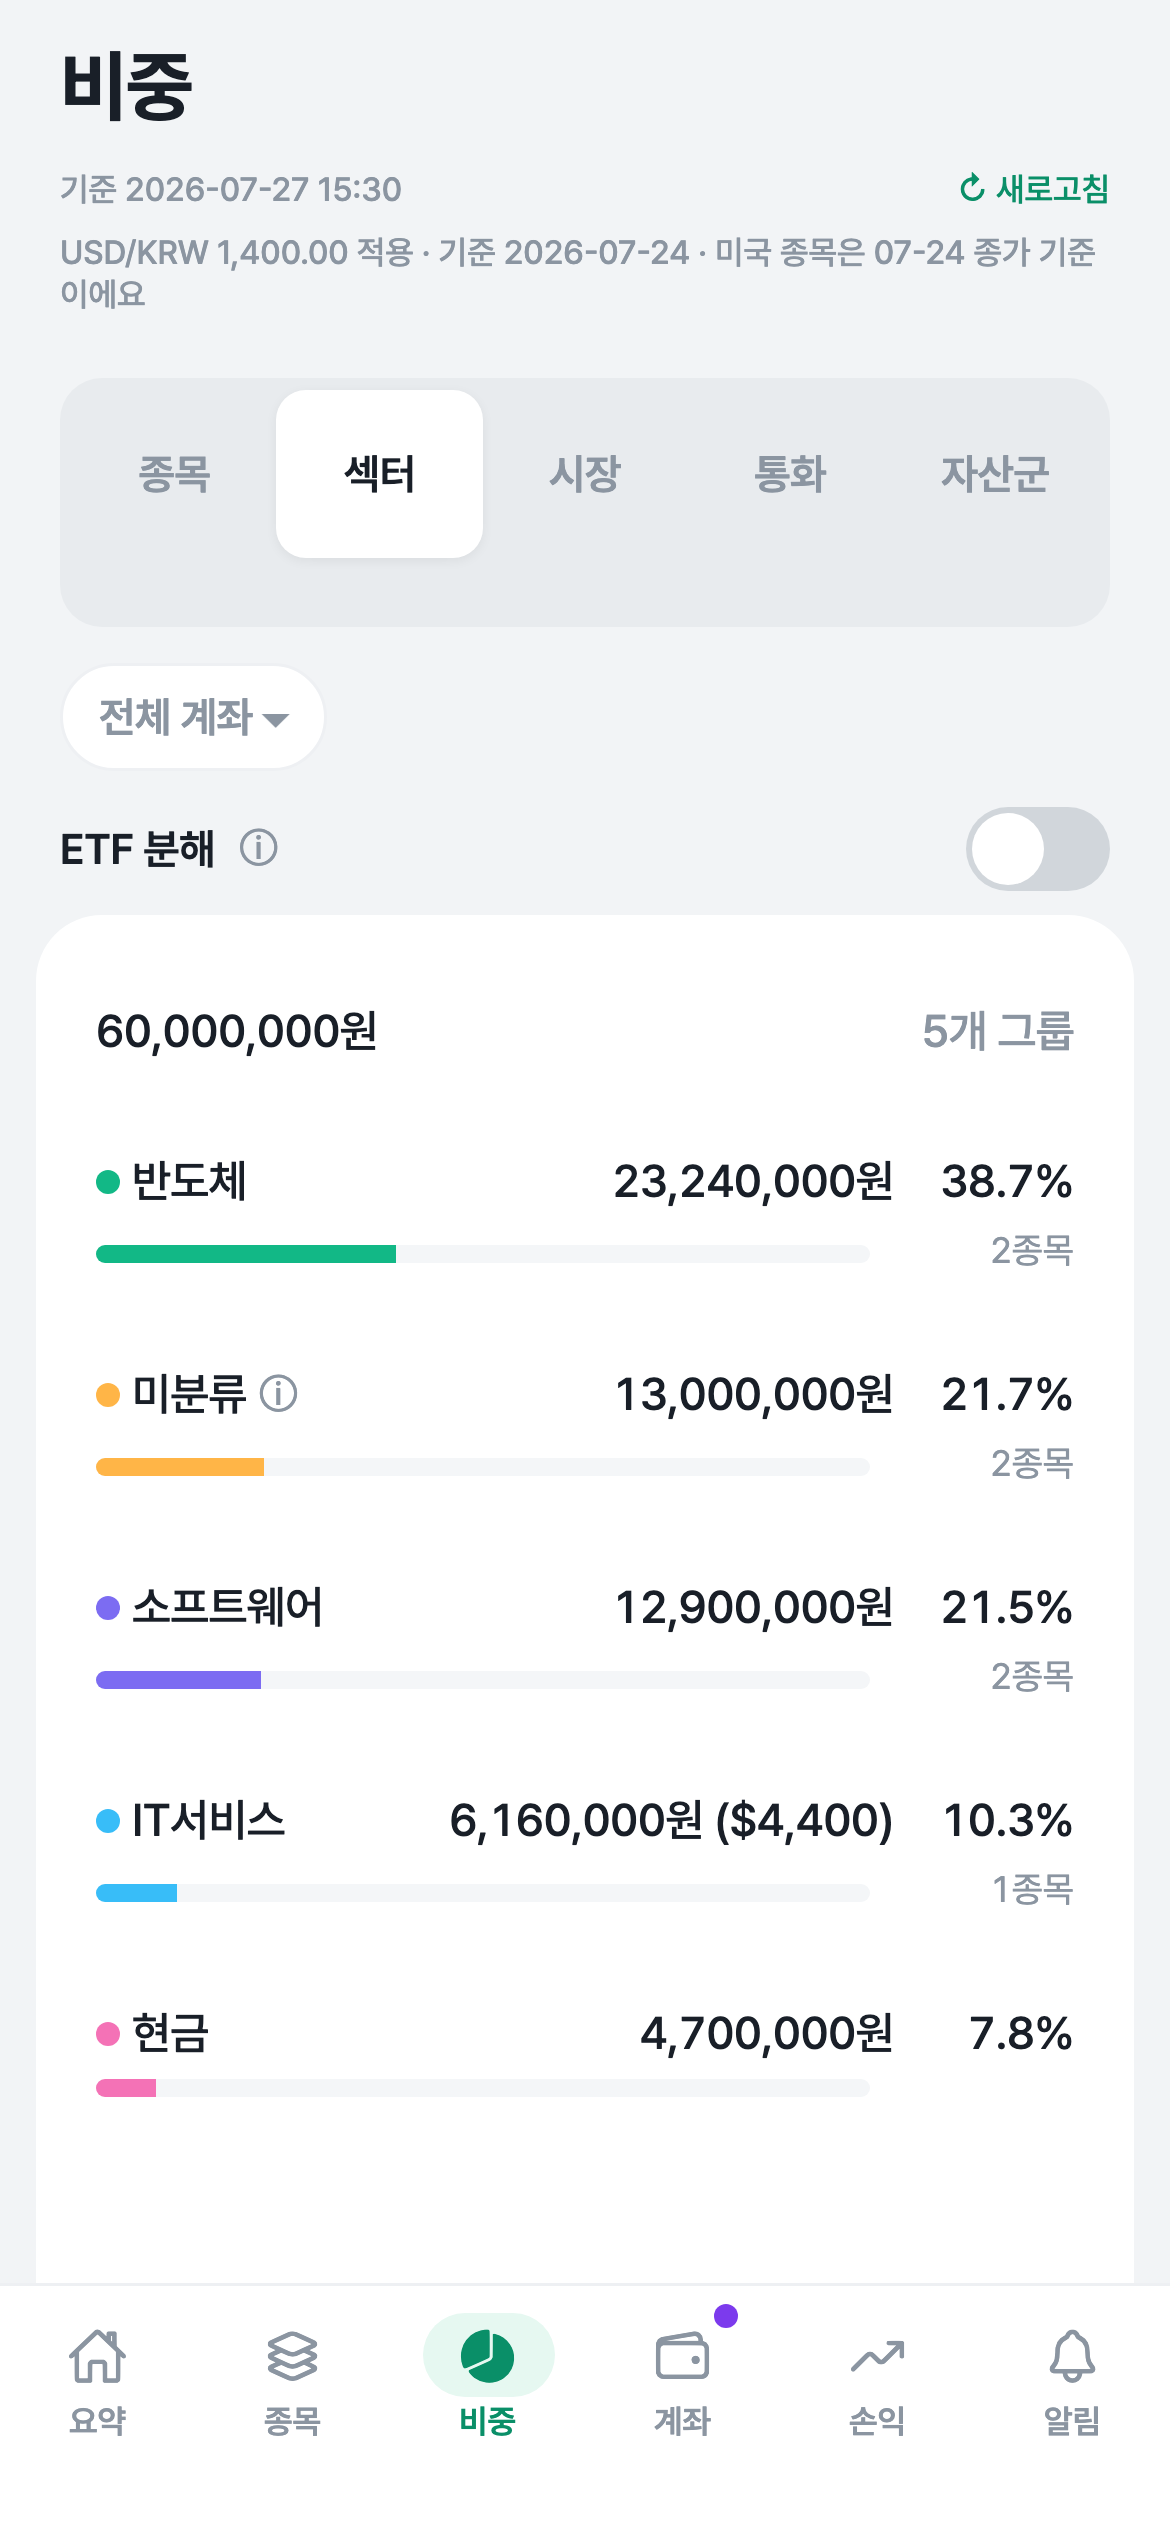 비중
기준 2026-07-27 15:30
새로고침
USD/KRW 1,400.00 적용 · 기준 2026-07-24 · 미국 종목은 07-24 종가 기준
이에요
종목 섹터 시장 통화 자산군
전체 계좌
ETF 분해
60,000,000원 5개 그룹
반도체 23,240,000원 38.7%
2종목
미분류 13,000,000원 21.7%
2종목
소프트웨어 12,900,000원 21.5%
2종목
IT서비스 6,160,000원 ($4,400) 10.3%
1종목
현금 4,700,000원 7.8%
요약 종목 비중 계좌 손익 알림